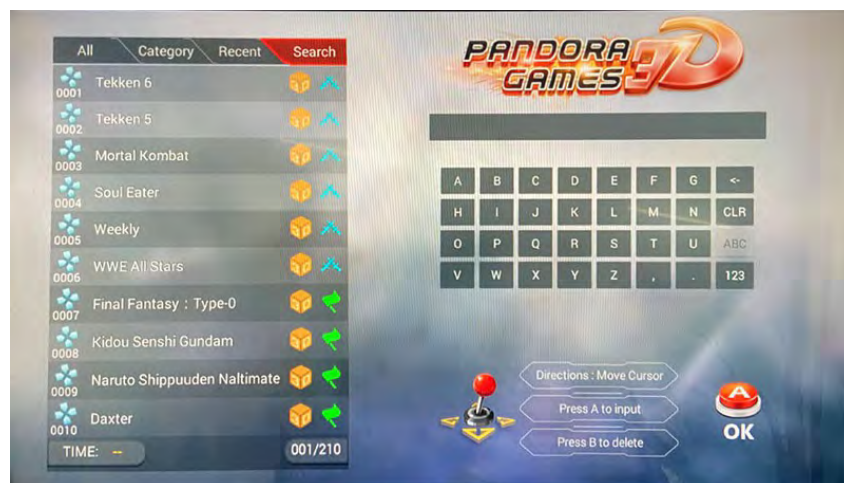 All Category Recent Search
0001 Tekken 6
0002 Tekken 5
0003 Mortal Kombat
0004 Soul Eater
0005 Weekly
0006 WWE All Stars
0007 Final Fantasy : Type-0
0008 Kidou Senshi Gundam
0009 Naruto Shippuuden Naltimate
0010 Daxter
TIME: -- 001/210
PANDORA
GAMES 3D
A B C D E F G <-
H I J K L M N CLR
O P Q R S T U ABC
V W X Y Z , . 123
Directions : Move Cursor
Press A to input
Press B to delete
A
OK